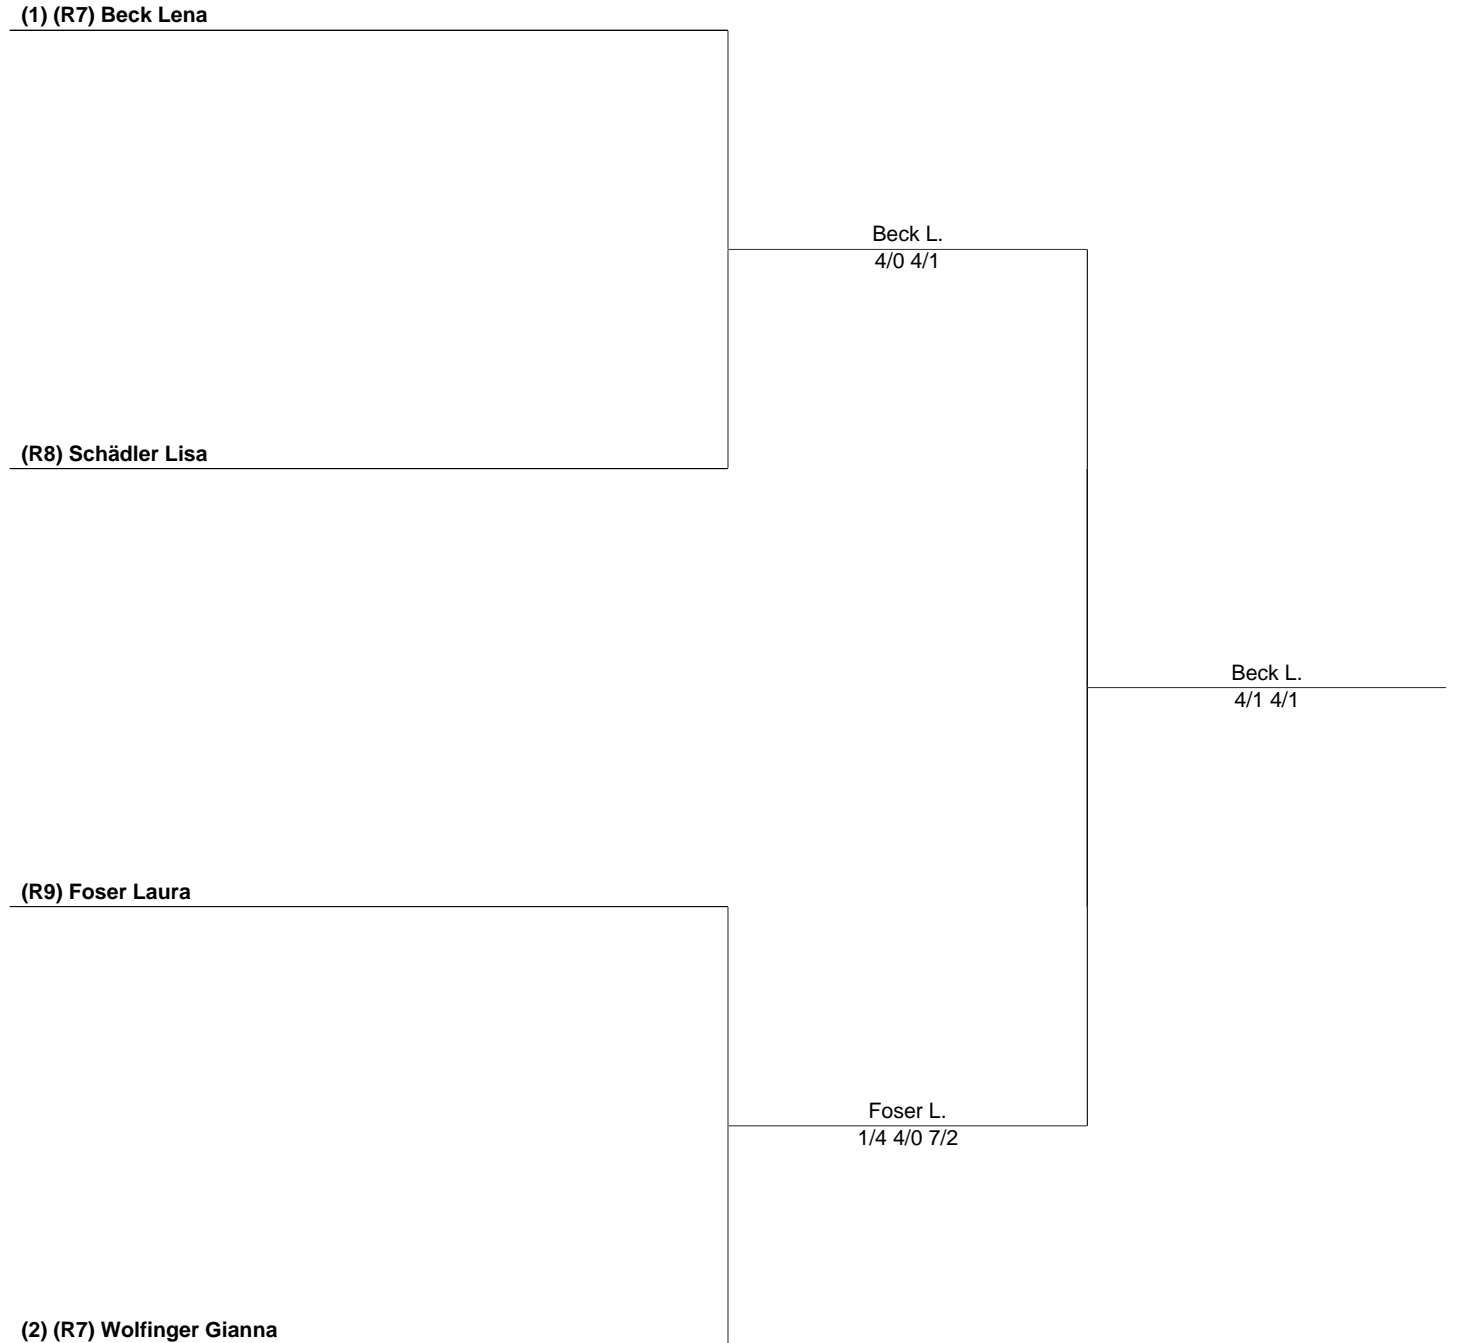 (1) (R7) Beck Lena
Beck L.
4/0 4/1
(R8) Schädler Lisa
Beck L.
4/1 4/1
(R9) Foser Laura
Foser L.
1/4 4/0 7/2
(2) (R7) Wolfinger Gianna